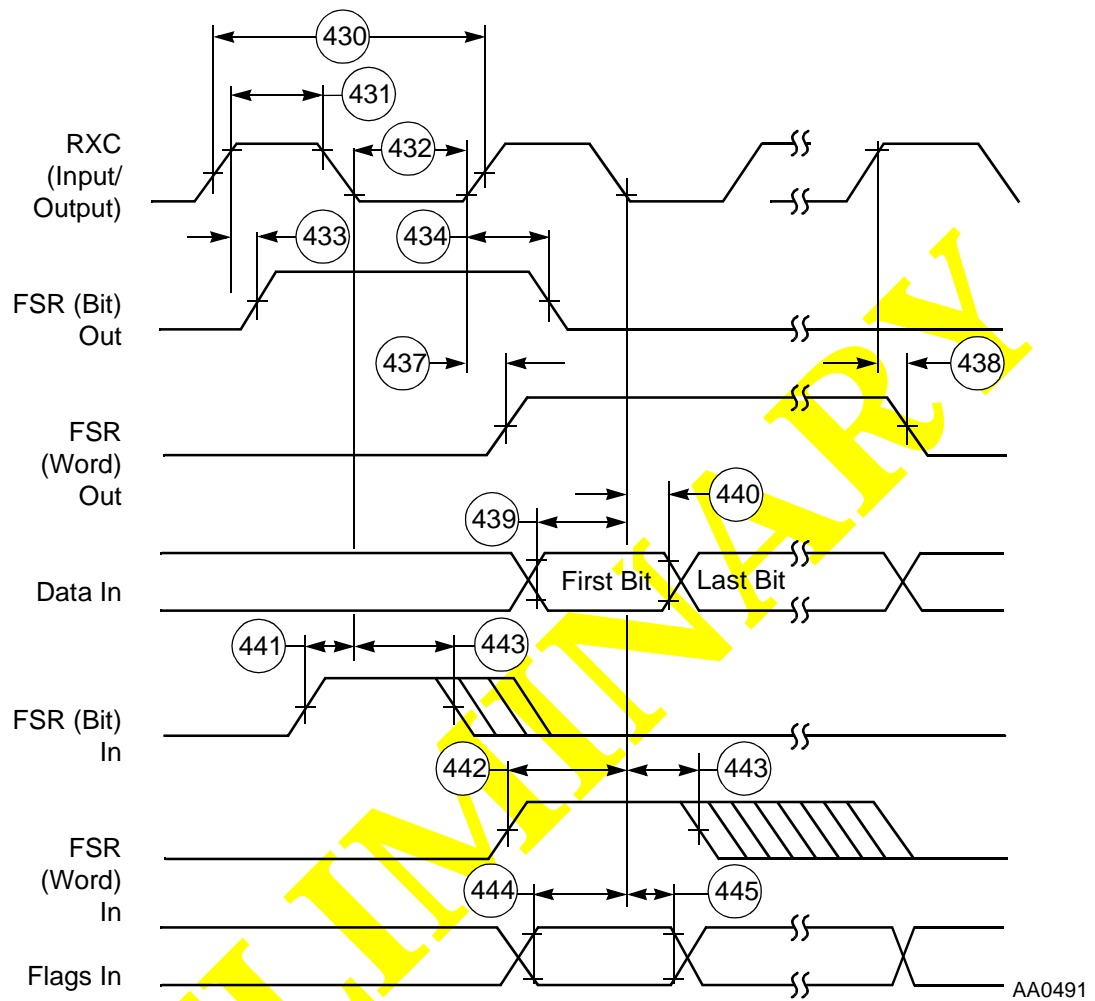 430
431
RXC
(Input/
Output)
432
433
434
FSR (Bit)
Out
437
438
FSR
(Word)
Out
439
440
Data In
First Bit
Last Bit
441
443
FSR (Bit)
In
442
443
FSR
(Word)
In
444
445
Flags In
AA0491
LIMINARY